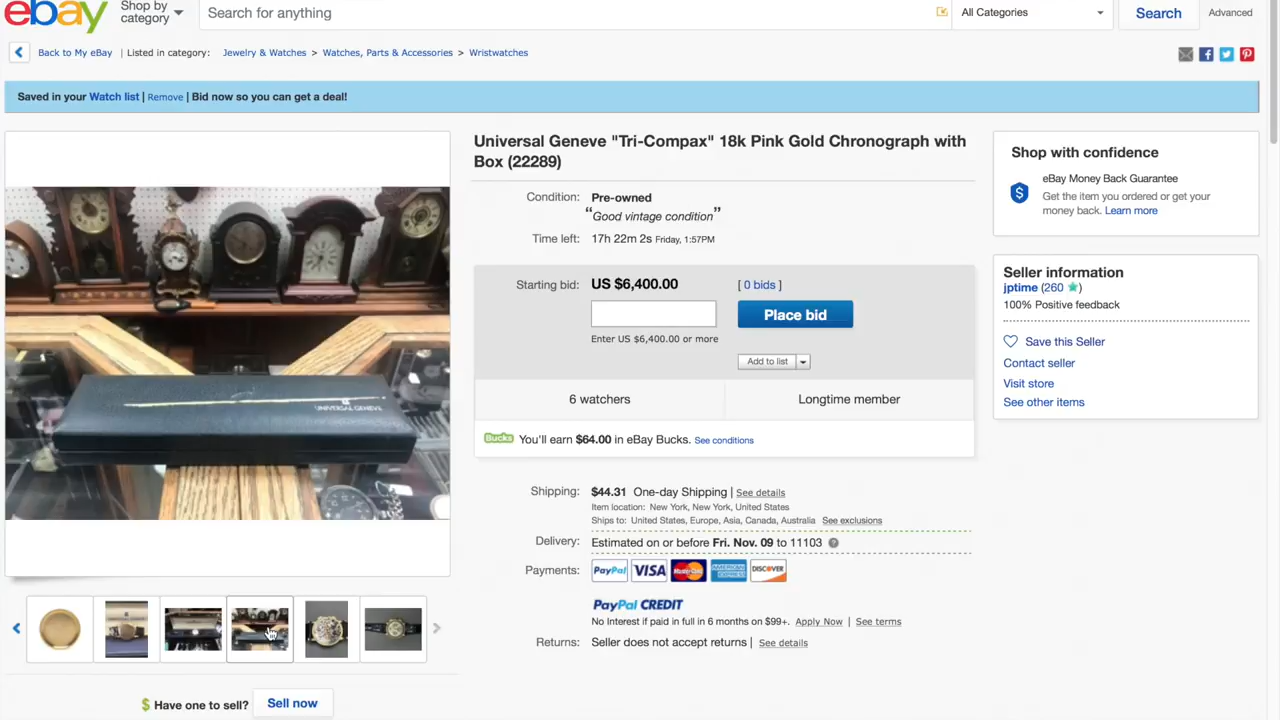 ebay
Shop by
category
Search for anything
All Categories
Search
Advanced
Back to My eBay | Listed in category: Jewelry & Watches > Watches, Parts & Accessories > Wristwatches
Saved in your Watch list | Remove | Bid now so you can get a deal!
UNIVERSAL GENEVE
Have one to sell? Sell now
Universal Geneve "Tri-Compax" 18k Pink Gold Chronograph with
Box (22289)
Condition: Pre-owned
“Good vintage condition”
Time left: 17h 22m 2s Friday, 1:57PM
Starting bid: US $6,400.00 [ 0 bids ]
Place bid
Enter US $6,400.00 or more
Add to list
6 watchers
Longtime member
Bucks You'll earn $64.00 in eBay Bucks. See conditions
Shipping: $44.31 One-day Shipping | See details
Item location: New York, New York, United States
Ships to: United States, Europe, Asia, Canada, Australia See exclusions
Delivery: Estimated on or before Fri. Nov. 09 to 11103 ?
Payments: PayPal VISA MasterCard AMERICAN EXPRESS DISCOVER
PayPal CREDIT
No Interest if paid in full in 6 months on $99+. Apply Now | See terms
Returns: Seller does not accept returns | See details
Shop with confidence
eBay Money Back Guarantee
Get the item you ordered or get your
money back. Learn more
Seller information
jptime (260 )
100% Positive feedback
Save this Seller
Contact seller
Visit store
See other items